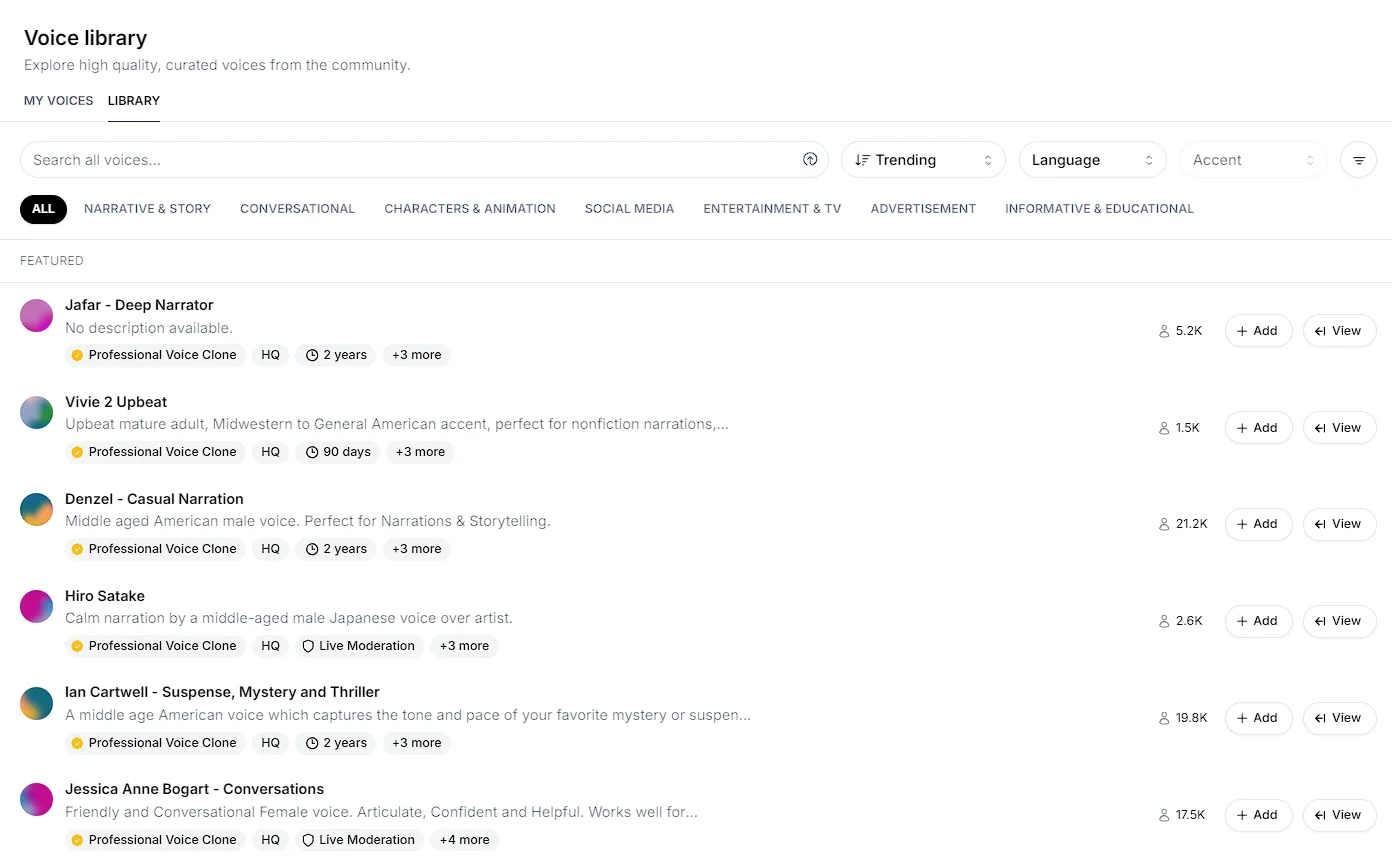 Voice library
Explore high quality, curated voices from the community.
MY VOICES LIBRARY
Search all voices... Trending Language Accent
ALL NARRATIVE & STORY CONVERSATIONAL CHARACTERS & ANIMATION SOCIAL MEDIA ENTERTAINMENT & TV ADVERTISEMENT INFORMATIVE & EDUCATIONAL
FEATURED
Jafar - Deep Narrator
No description available.
5.2K + Add View
Professional Voice Clone HQ 2 years +3 more
Vivie 2 Upbeat
Upbeat mature adult, Midwestern to General American accent, perfect for nonfiction narrations,...
1.5K + Add View
Professional Voice Clone HQ 90 days +3 more
Denzel - Casual Narration
Middle aged American male voice. Perfect for Narrations & Storytelling.
21.2K + Add View
Professional Voice Clone HQ 2 years +3 more
Hiro Satake
Calm narration by a middle-aged male Japanese voice over artist.
2.6K + Add View
Professional Voice Clone HQ Live Moderation +3 more
Ian Cartwell - Suspense, Mystery and Thriller
A middle age American voice which captures the tone and pace of your favorite mystery or suspen...
19.8K + Add View
Professional Voice Clone HQ 2 years +3 more
Jessica Anne Bogart - Conversations
Friendly and Conversational Female voice. Articulate, Confident and Helpful. Works well for...
17.5K + Add View
Professional Voice Clone HQ Live Moderation +4 more